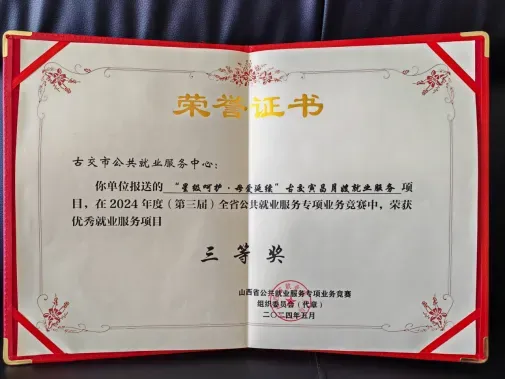 荣誉证书
古交市公共就业服务中心：
你单位报送的“星级呵护·母爱延续”古交寅昌月嫂就业服务项
目，在2024年度（第三届）全省公共就业服务专项业务竞赛中，荣获
优秀就业服务项目
三等奖
山西省公共就业服务专项业务竞赛
组织委员会（代章）
二〇二四年五月